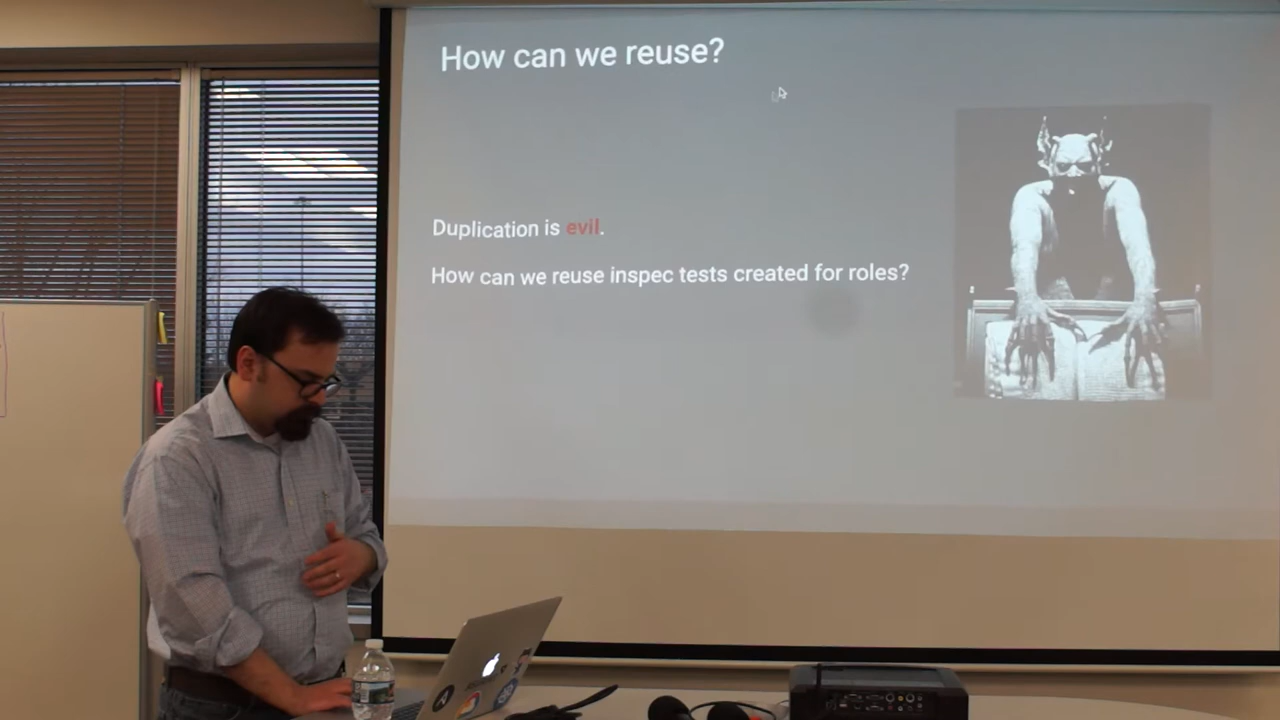 How can we reuse?
Duplication is evil.
How can we reuse inspec tests created for roles?